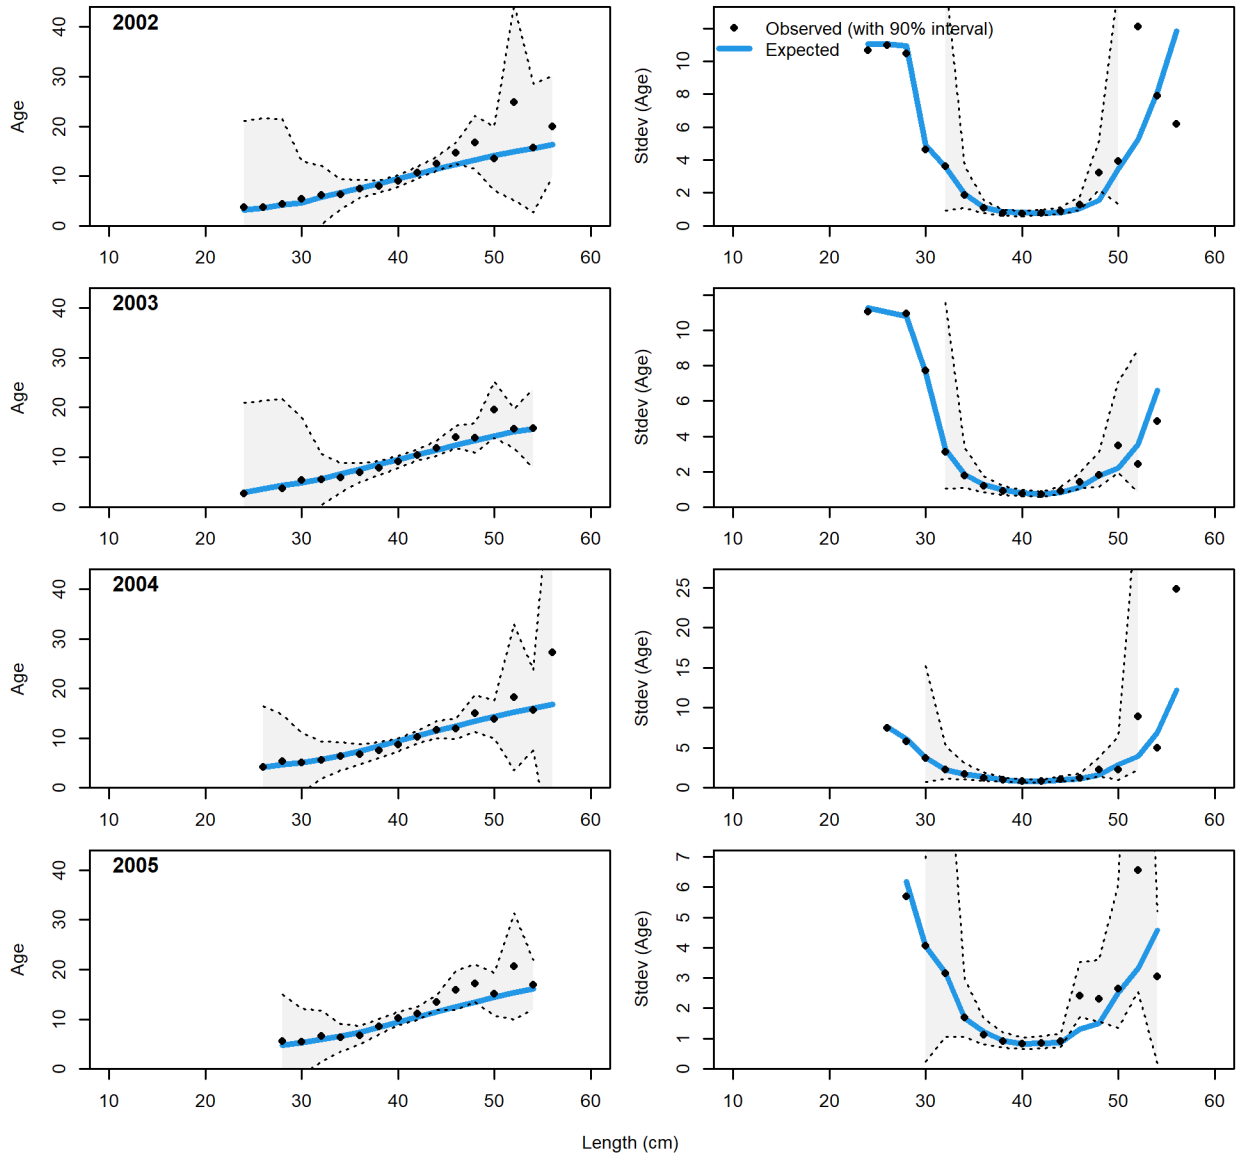 2002
Age
0 10 20 30 40
10 20 30 40 50 60
Observed (with 90% interval)
Expected
Stdev (Age)
0 2 4 6 8 10
10 20 30 40 50 60
2003
Age
0 10 20 30 40
10 20 30 40 50 60
Stdev (Age)
0 2 4 6 8 10
10 20 30 40 50 60
2004
Age
0 10 20 30 40
10 20 30 40 50 60
Stdev (Age)
0 5 10 15 20 25
10 20 30 40 50 60
2005
Age
0 10 20 30 40
10 20 30 40 50 60
Stdev (Age)
0 1 2 3 4 5 6 7
10 20 30 40 50 60
Length (cm)